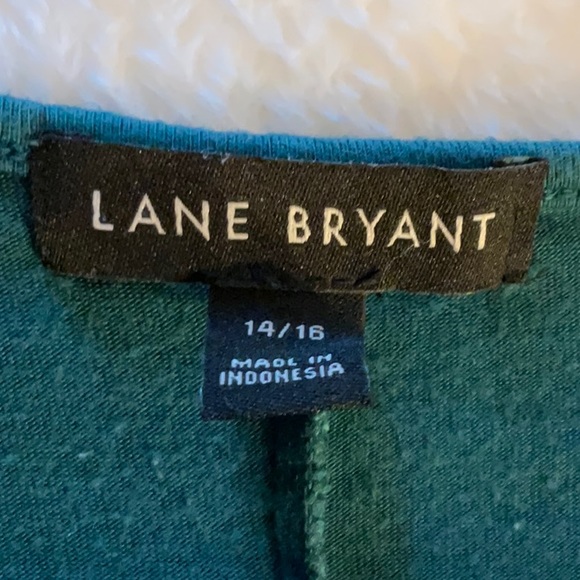 LANE BRYANT
14/16
MADE IN
INDONESIA